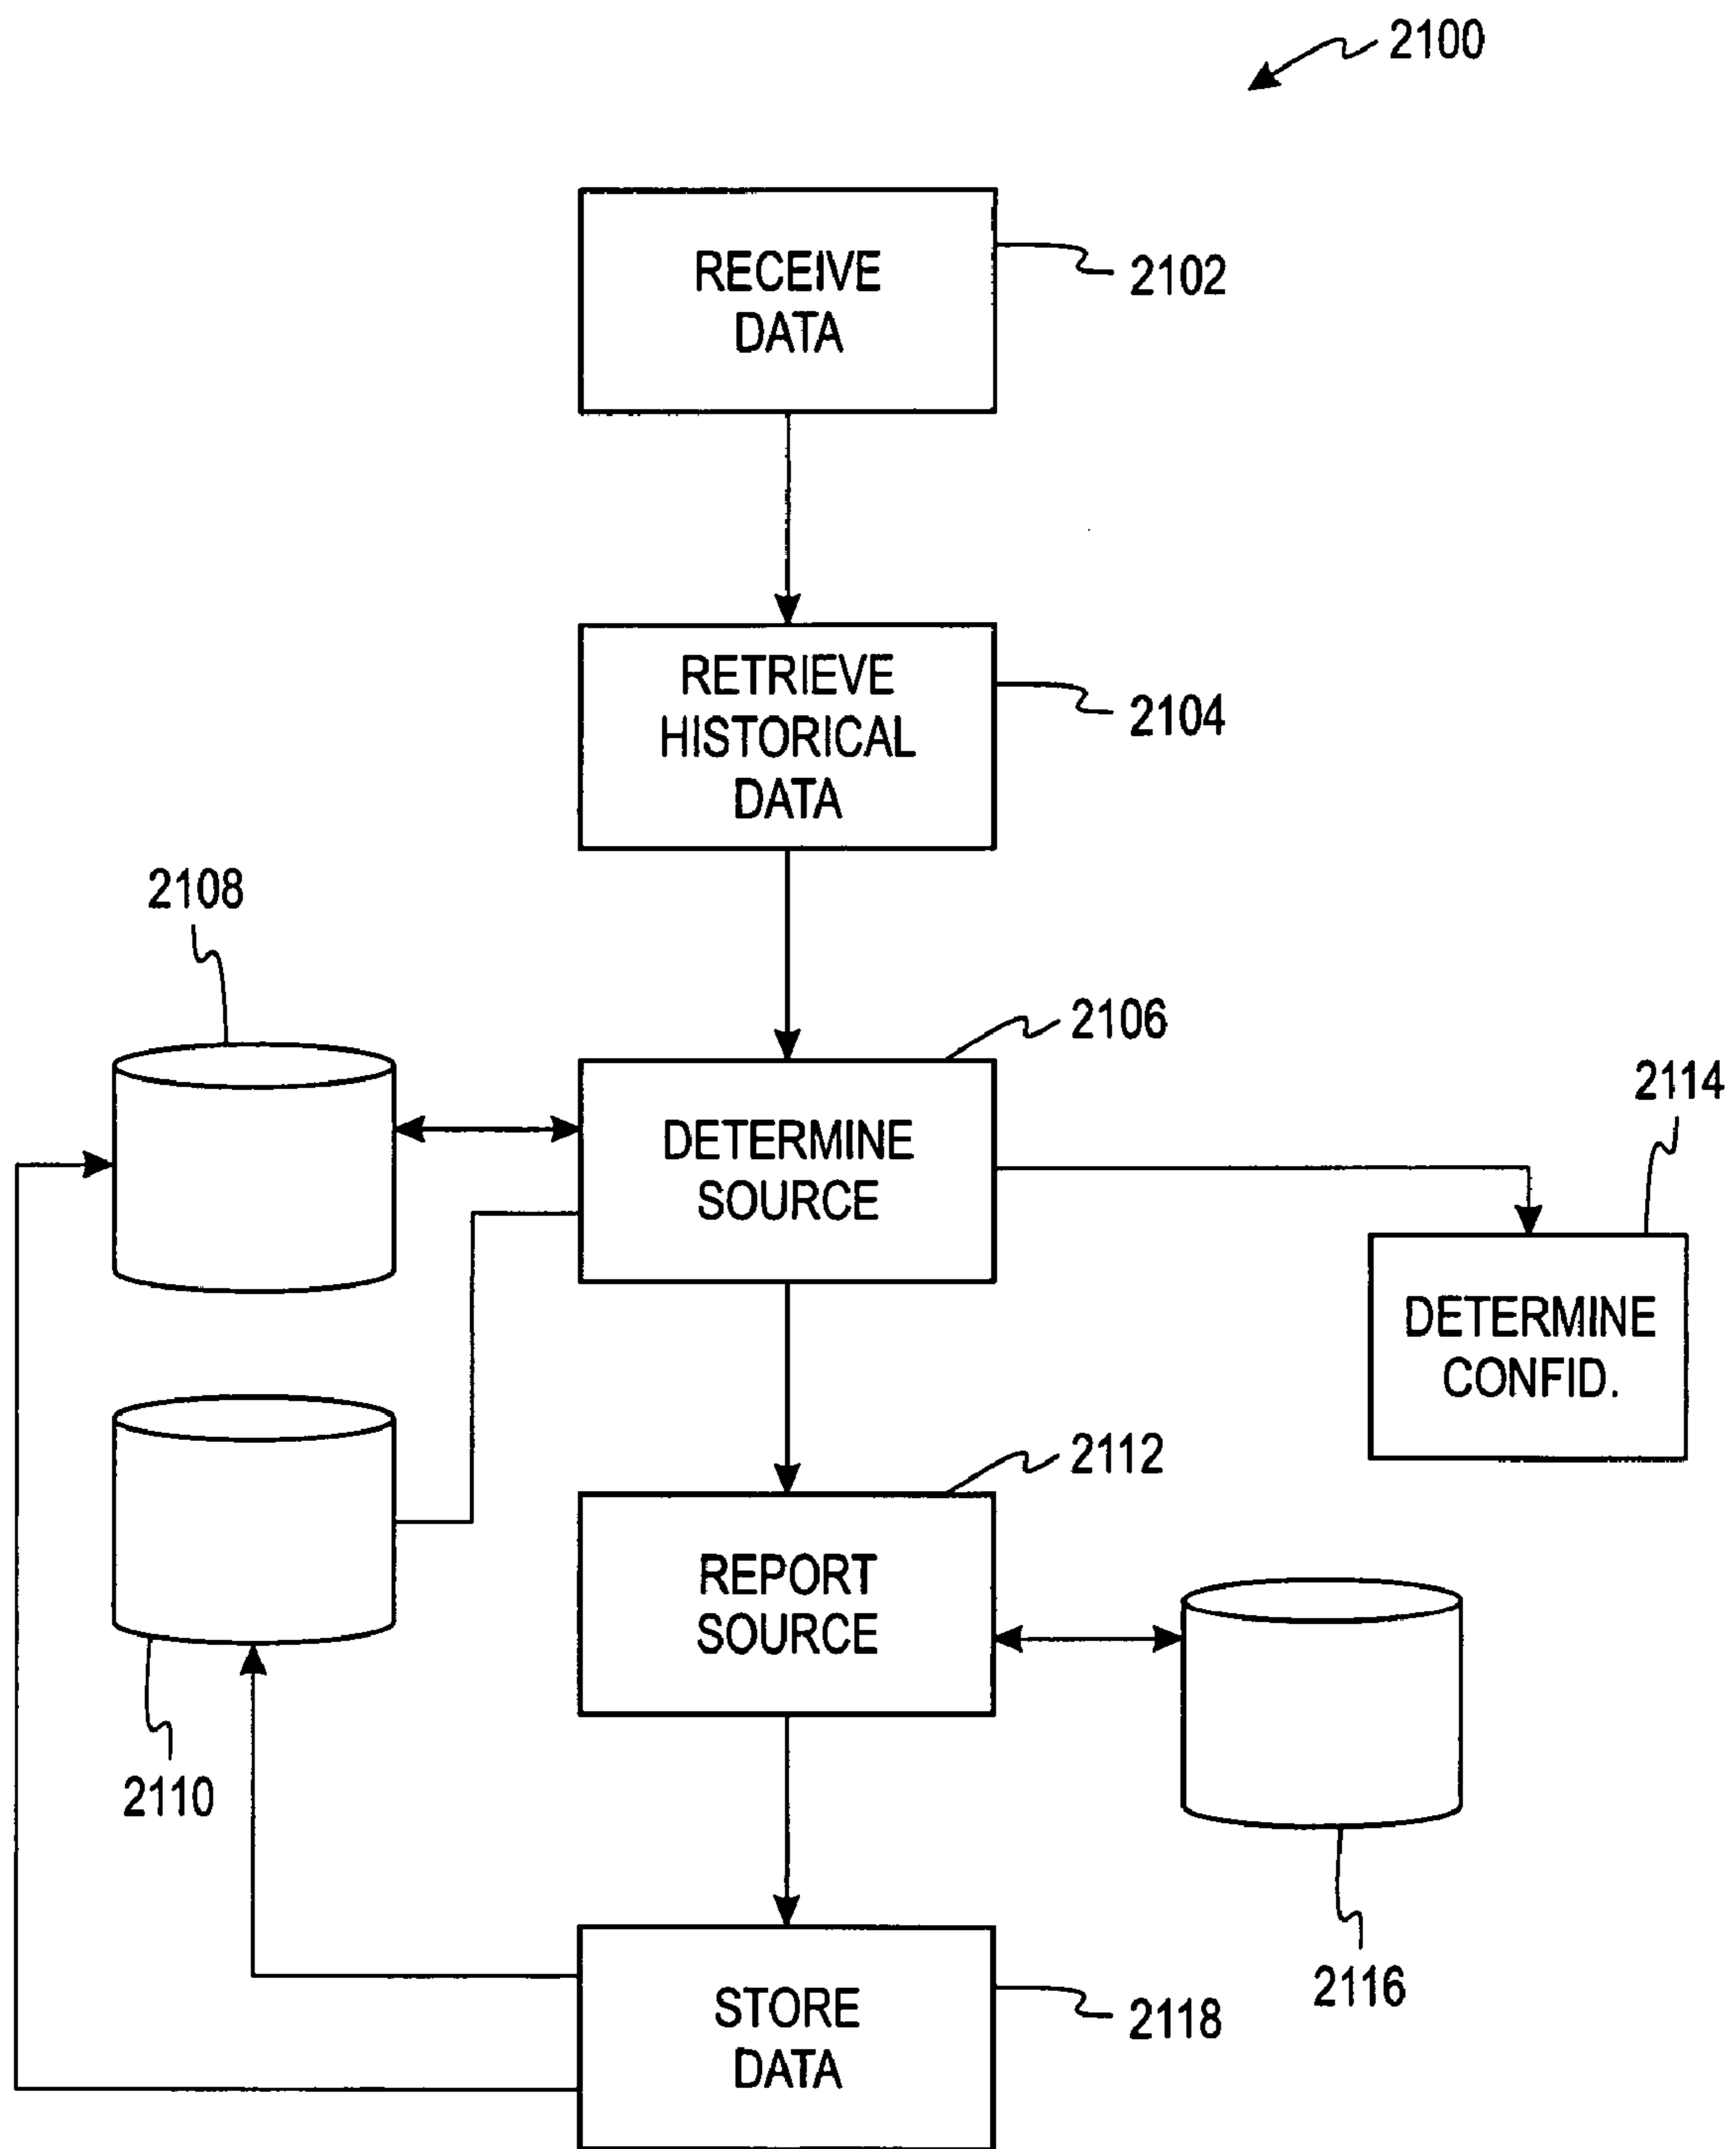 2100
RECEIVE
DATA
2102
RETRIEVE
HISTORICAL
DATA
2104
2108
2106
DETERMINE
SOURCE
2114
DETERMINE
CONFID.
2112
REPORT
SOURCE
2110
2116
STORE
DATA
2118